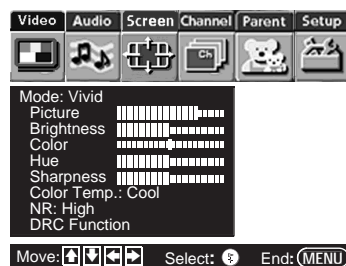 Video Audio Screen Channel Parent Setup
Ch
Mode: Vivid
Picture
Brightness
Color
Hue
Sharpness
Color Temp.: Cool
NR: High
DRC Function
Move: Select: End: MENU